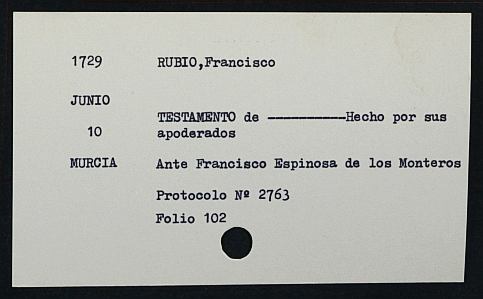 1729 RUBIO,Francisco
JUNIO
TESTAMENTO de ----------Hecho por sus
10 apoderados
MURCIA Ante Francisco Espinosa de los Monteros
Protocolo Nº 2763
Folio 102